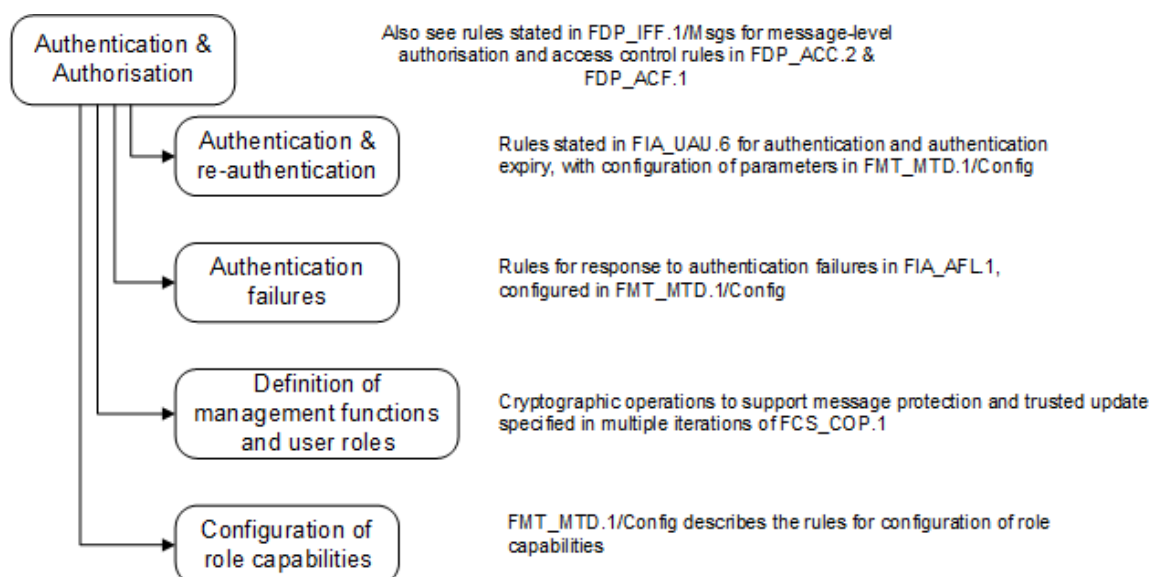 Authentication &
Authorisation
Also see rules stated in FDP_IFF.1/Msgs for message-level
authorisation and access control rules in FDP_ACC.2 &
FDP_ACF.1
Authentication &
re-authentication
Rules stated in FIA_UAU.6 for authentication and authentication
expiry, with configuration of parameters in FMT_MTD.1/Config
Authentication
failures
Rules for response to authentication failures in FIA_AFL.1,
configured in FMT_MTD.1/Config
Definition of
management functions
and user roles
Cryptographic operations to support message protection and trusted update
specified in multiple iterations of FCS_COP.1
Configuration of
role capabilities
FMT_MTD.1/Config describes the rules for configuration of role
capabilities